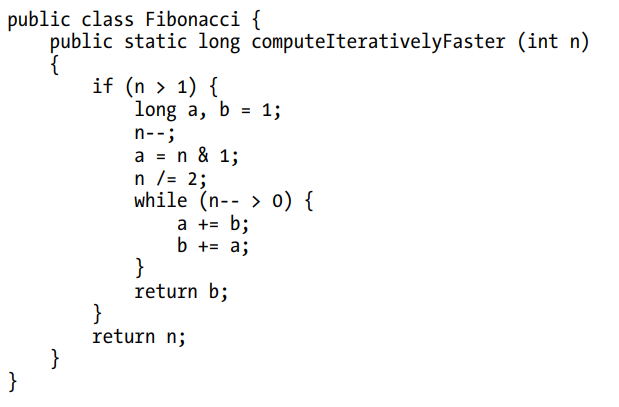 public class Fibonacci {
    public static long computeIterativelyFaster (int n)
    {
        if (n > 1) {
            long a, b = 1;
            n--;
            a = n & 1;
            n /= 2;
            while (n-- > 0) {
                a += b;
                b += a;
            }
            return b;
        }
        return n;
    }
}